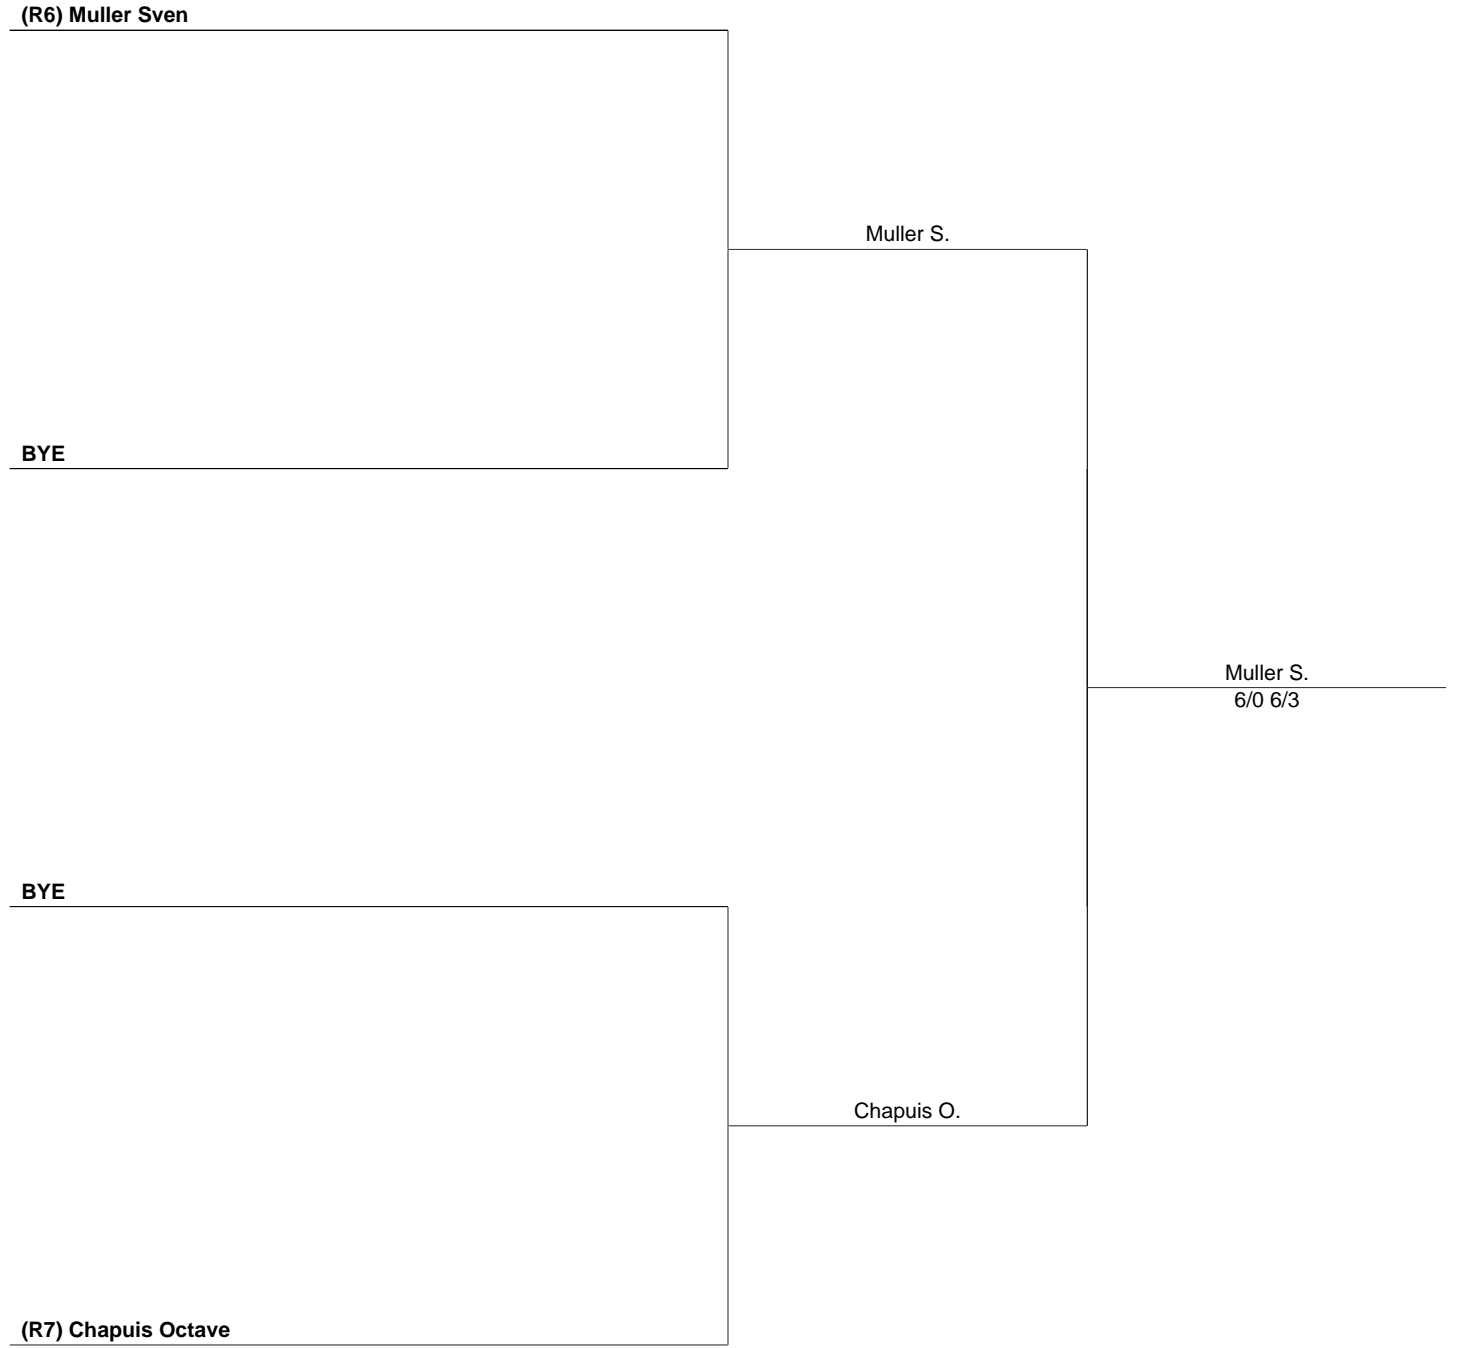 (R6) Muller Sven
Muller S.
BYE
Muller S.
6/0 6/3
BYE
Chapuis O.
(R7) Chapuis Octave